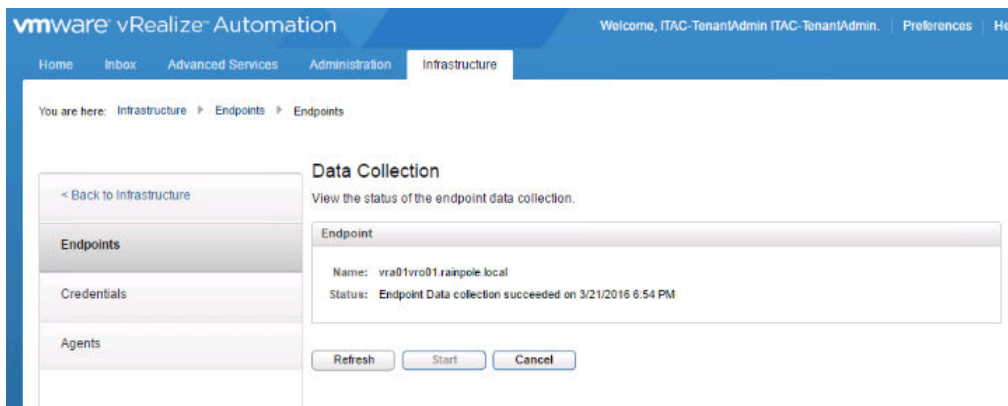 vmware vRealize Automation
Welcome, ITAC-TenantAdmin ITAC-TenantAdmin. Preferences
Home Inbox Advanced Services Administration Infrastructure
You are here: Infrastructure Endpoints Endpoints
Data Collection
< Back to Infrastructure
View the status of the endpoint data collection.
Endpoints
Credentials
Agents
Endpoint
Name: vra01vro01.rainpole.local
Status: Endpoint Data collection succeeded on 3/21/2016 6:54 PM
Refresh Start Cancel